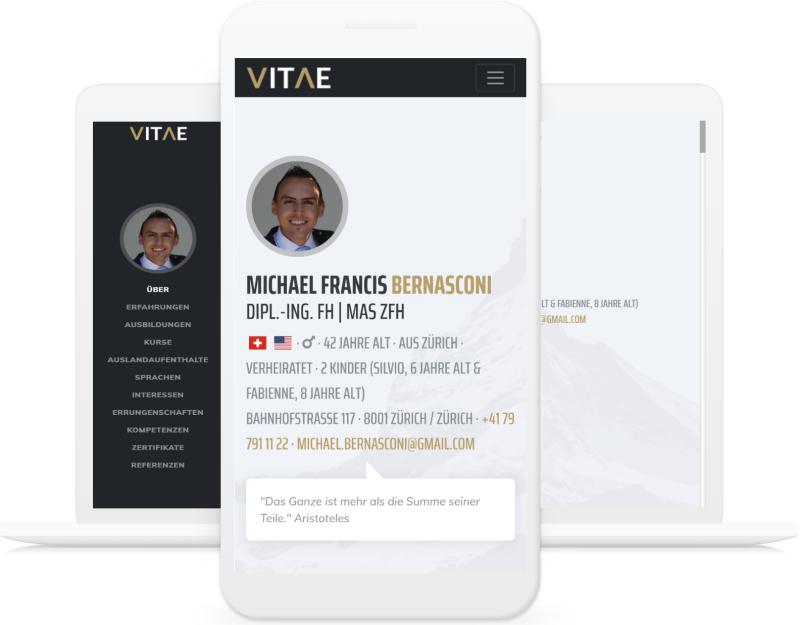 VITAE
ÜBER
ERFAHRUNGEN
AUSBILDUNGEN
KURSE
AUSLANDAUFENTHALTE
SPRACHEN
INTERESSEN
ERRUNGENSCHAFTEN
KOMPETENZEN
ZERTIFIKATE
REFERENZEN
VITAE
MICHAEL FRANCIS BERNASCONI
DIPL.-ING. FH | MAS ZFH
· 42 JAHRE ALT · AUS ZÜRICH ·
VERHEIRATET · 2 KINDER (SILVIO, 6 JAHRE ALT &
FABIENNE, 8 JAHRE ALT)
BAHNHOFSTRASSE 117 · 8001 ZÜRICH / ZÜRICH · +41 79
791 11 22 · MICHAEL.BERNASCONI@GMAIL.COM
"Das Ganze ist mehr als die Summe seiner
Teile." Aristoteles
LT & FABIENNE, 8 JAHRE ALT)
@GMAIL.COM